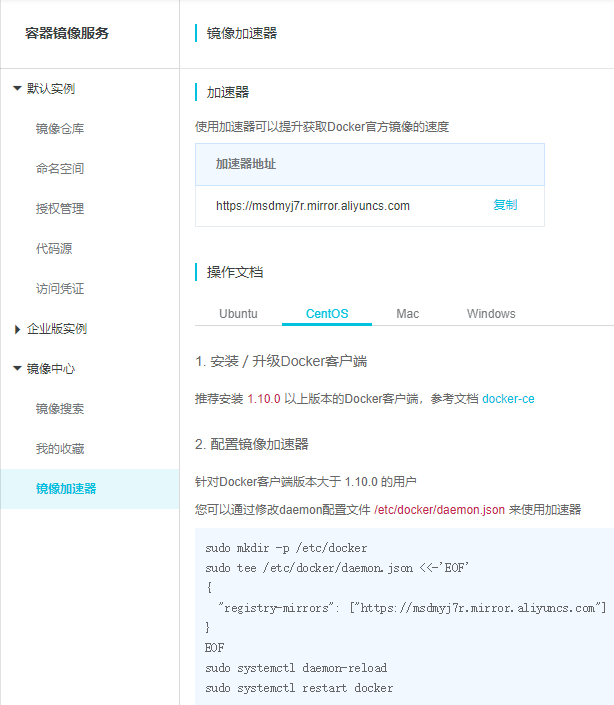 容器镜像服务
镜像加速器
默认实例
镜像仓库
命名空间
授权管理
代码源
访问凭证
企业版实例
镜像中心
镜像搜索
我的收藏
镜像加速器
加速器
使用加速器可以提升获取Docker官方镜像的速度
加速器地址
https://msdmyj7r.mirror.aliyuncs.com 复制
操作文档
Ubuntu CentOS Mac Windows
1. 安装 / 升级Docker客户端
推荐安装 1.10.0 以上版本的Docker客户端，参考文档 docker-ce
2. 配置镜像加速器
针对Docker客户端版本大于 1.10.0 的用户
您可以通过修改daemon配置文件 /etc/docker/daemon.json 来使用加速器
sudo mkdir -p /etc/docker
sudo tee /etc/docker/daemon.json <<-'EOF'
{
  "registry-mirrors": ["https://msdmyj7r.mirror.aliyuncs.com"]
}
EOF
sudo systemctl daemon-reload
sudo systemctl restart docker